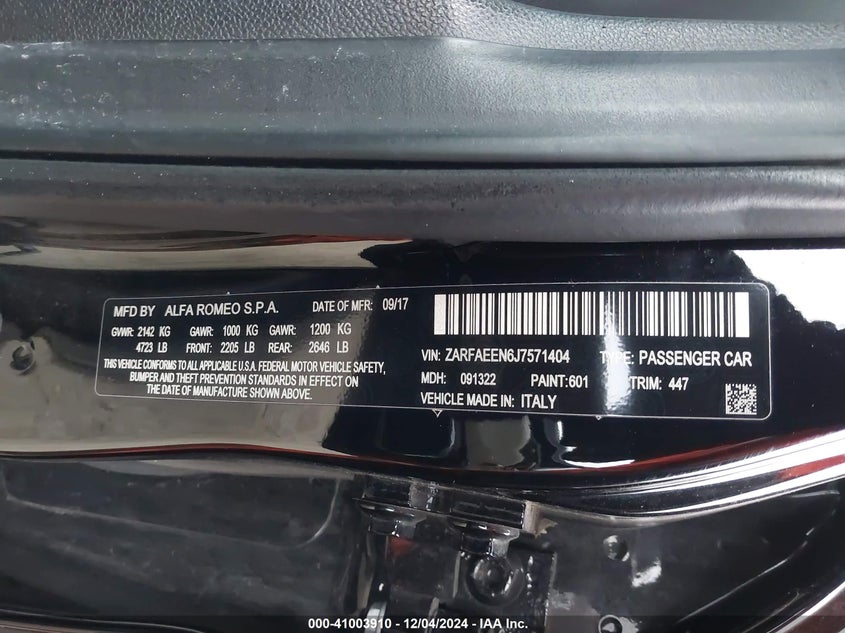 MFD BY ALFA ROMEO S.P.A. DATE OF MFR: 09/17
GVWR: 2142 KG GAWR: 1000 KG GAWR: 1200 KG
4723 LB FRONT: 2205 LB REAR: 2646 LB
THIS VEHICLE CONFORMS TO ALL APPLICABLE U.S.A. FEDERAL MOTOR VEHICLE SAFETY,
BUMPER AND THEFT PREVENTION STANDARDS IN EFFECT ON
THE DATE OF MANUFACTURE SHOWN ABOVE.
VIN: ZARFAEEN6J7571404 TYPE: PASSENGER CAR
MDH: 091322 PAINT:601 TRIM: 447
VEHICLE MADE IN: ITALY
000-41003910 - 12/04/2024 - IAA Inc.